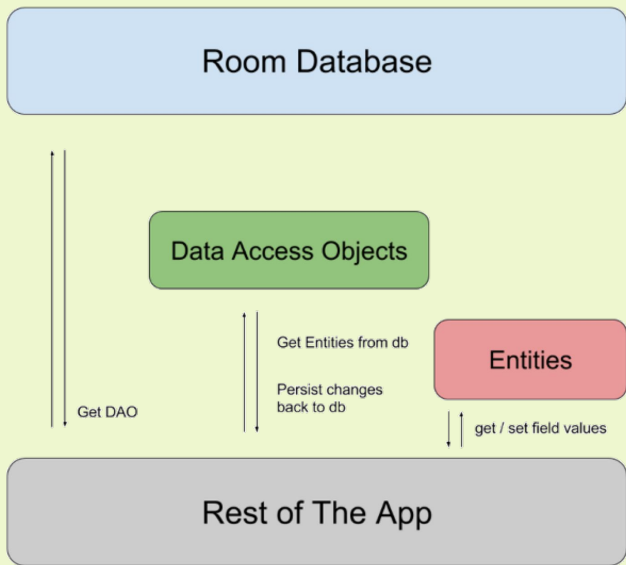 Room Database
Data Access Objects
Get Entities from db
Entities
Persist changes
back to db
Get DAO
get / set field values
Rest of The App